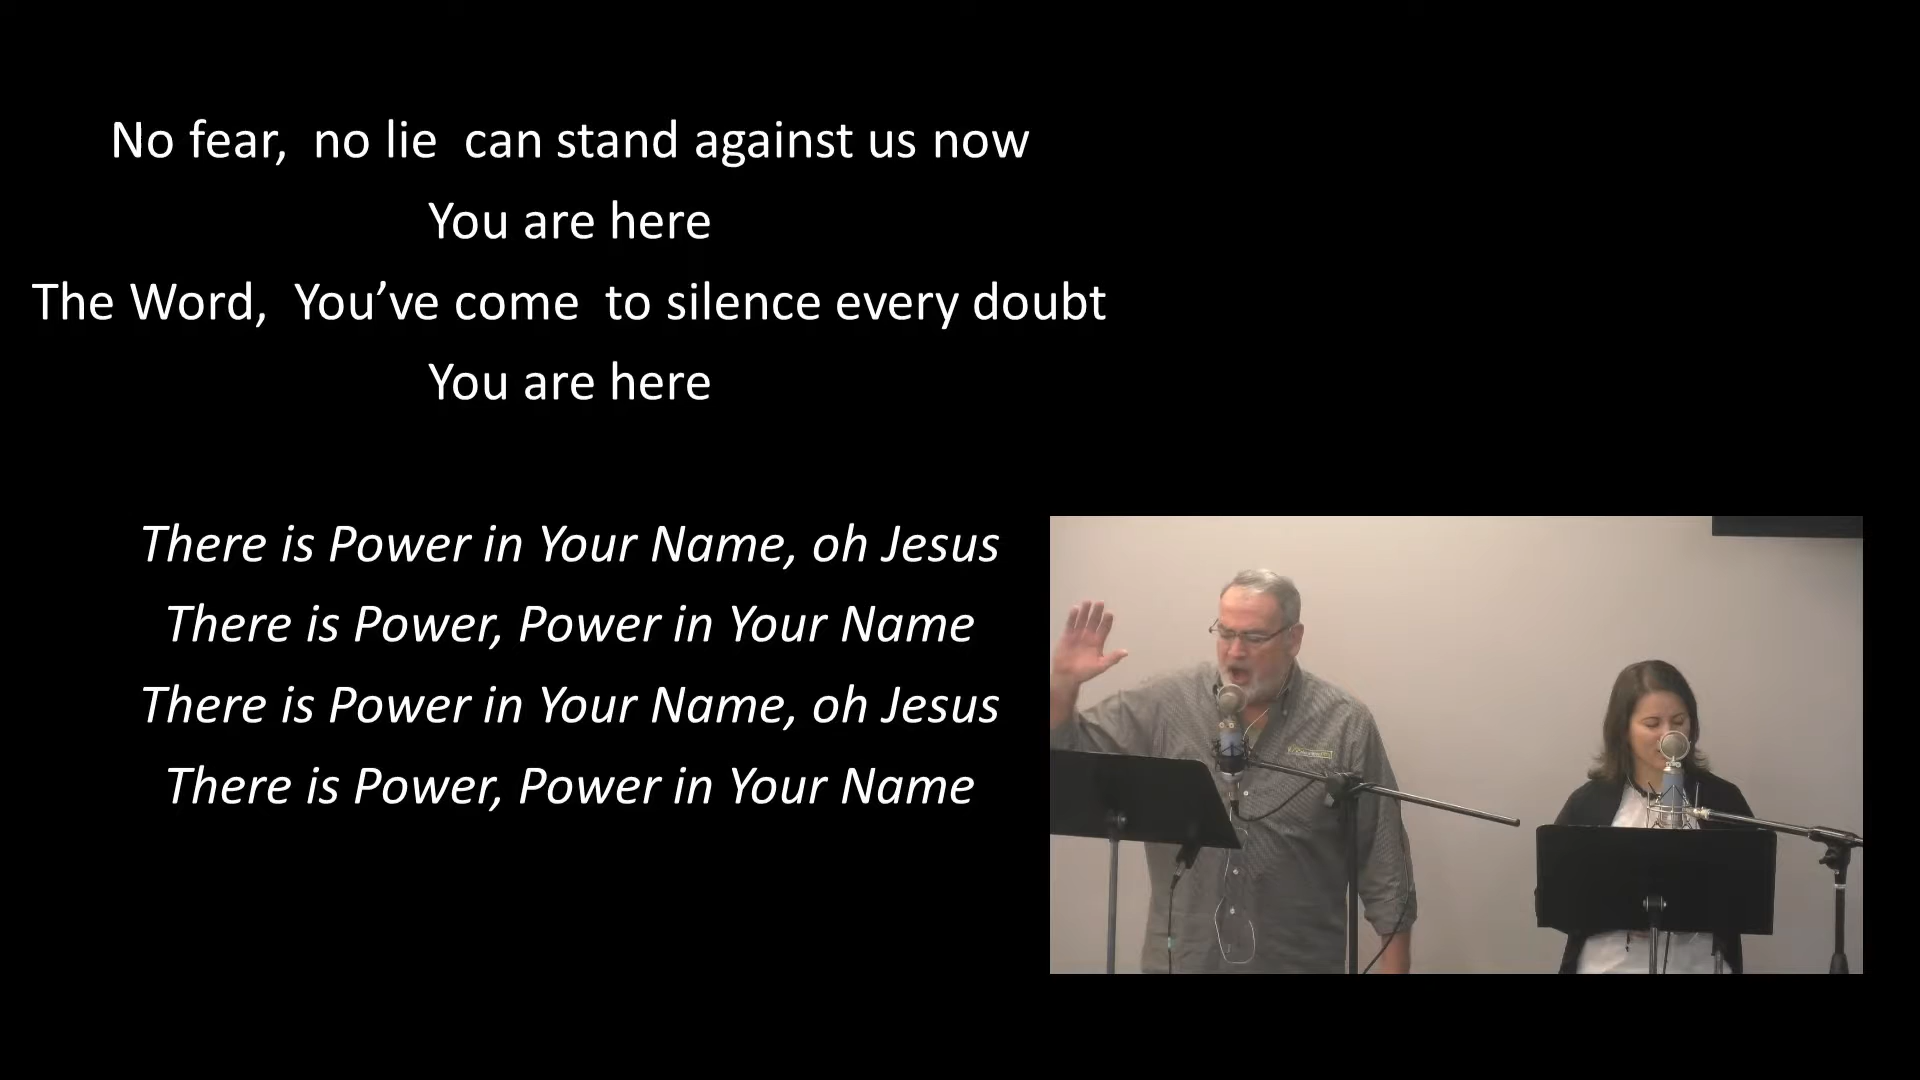 No fear, no lie can stand against us now
You are here
The Word, You’ve come to silence every doubt
You are here
There is Power in Your Name, oh Jesus
There is Power, Power in Your Name
There is Power in Your Name, oh Jesus
There is Power, Power in Your Name